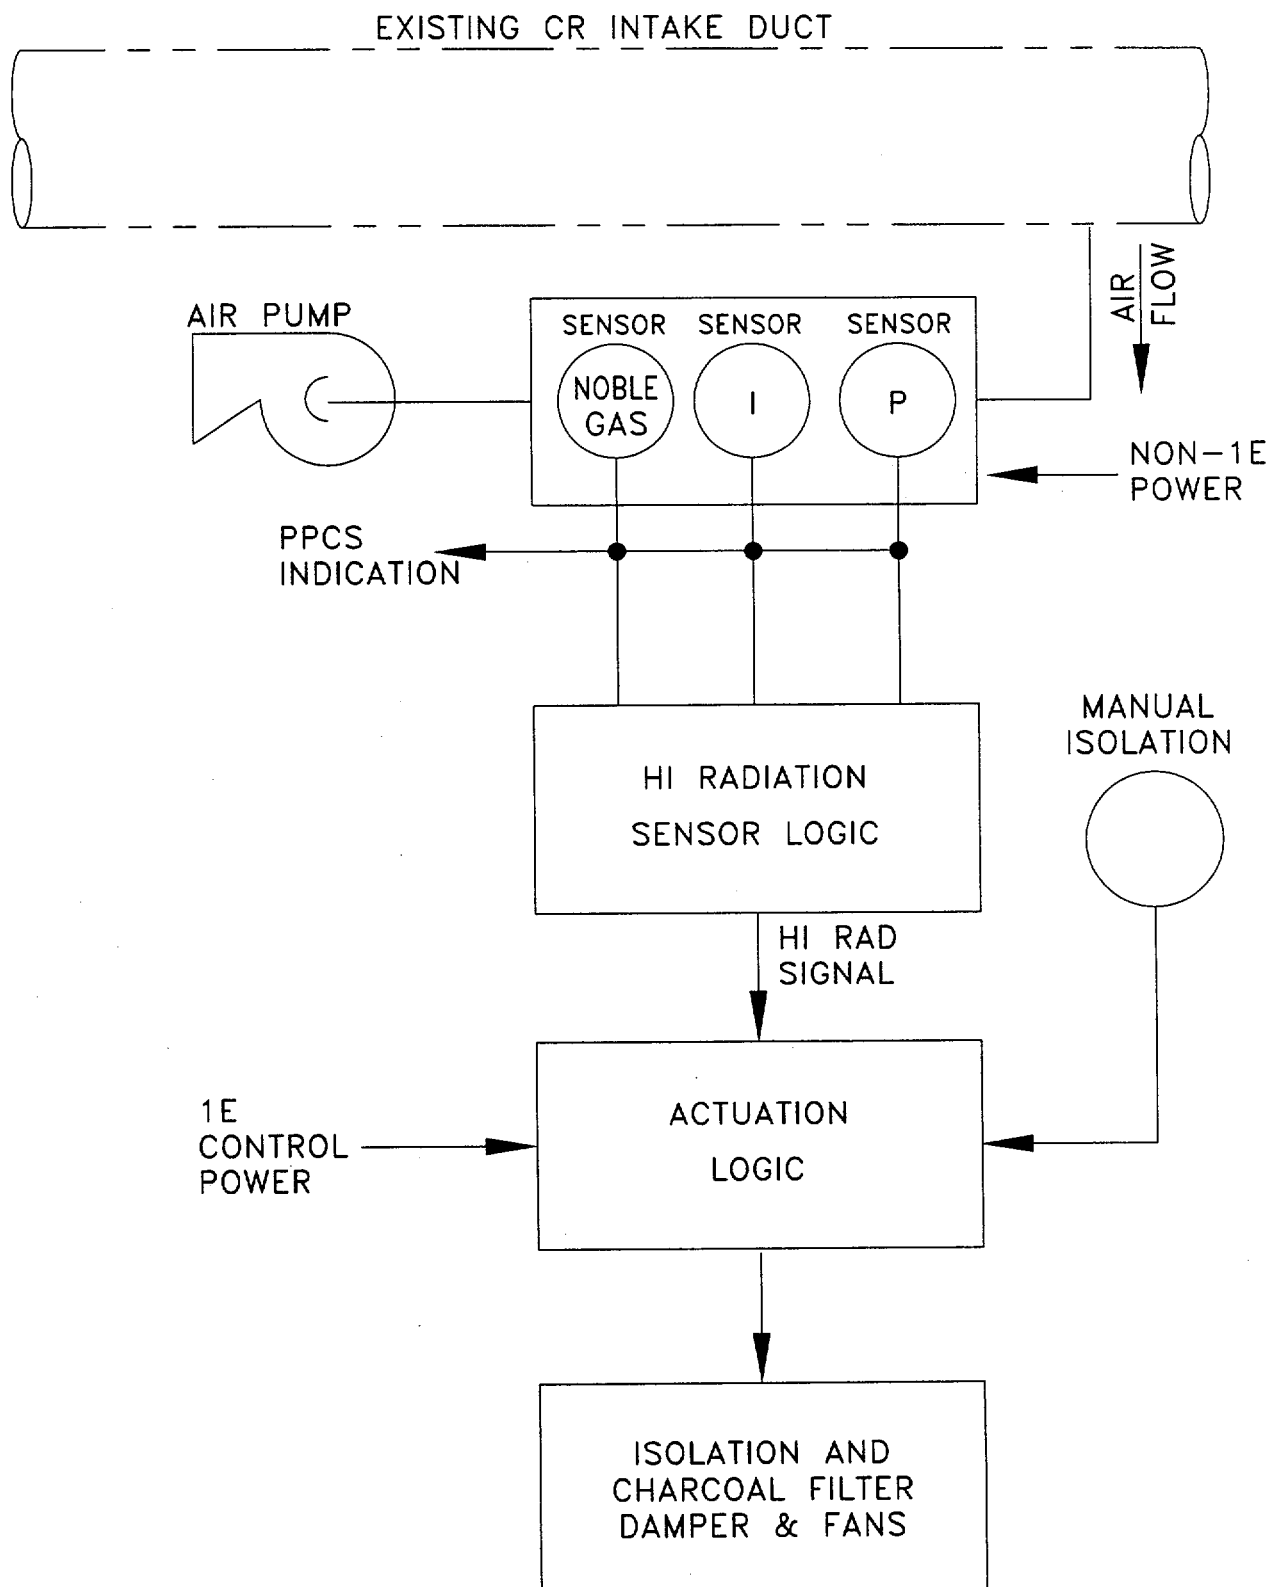 EXISTING CR INTAKE DUCT
AIR
FLOW
AIR PUMP
SENSOR SENSOR SENSOR
NOBLE
GAS
I
P
NON-1E
POWER
PPCS
INDICATION
MANUAL
ISOLATION
HI RADIATION
SENSOR LOGIC
HI RAD
SIGNAL
1E
CONTROL
POWER
ACTUATION
LOGIC
ISOLATION AND
CHARCOAL FILTER
DAMPER & FANS